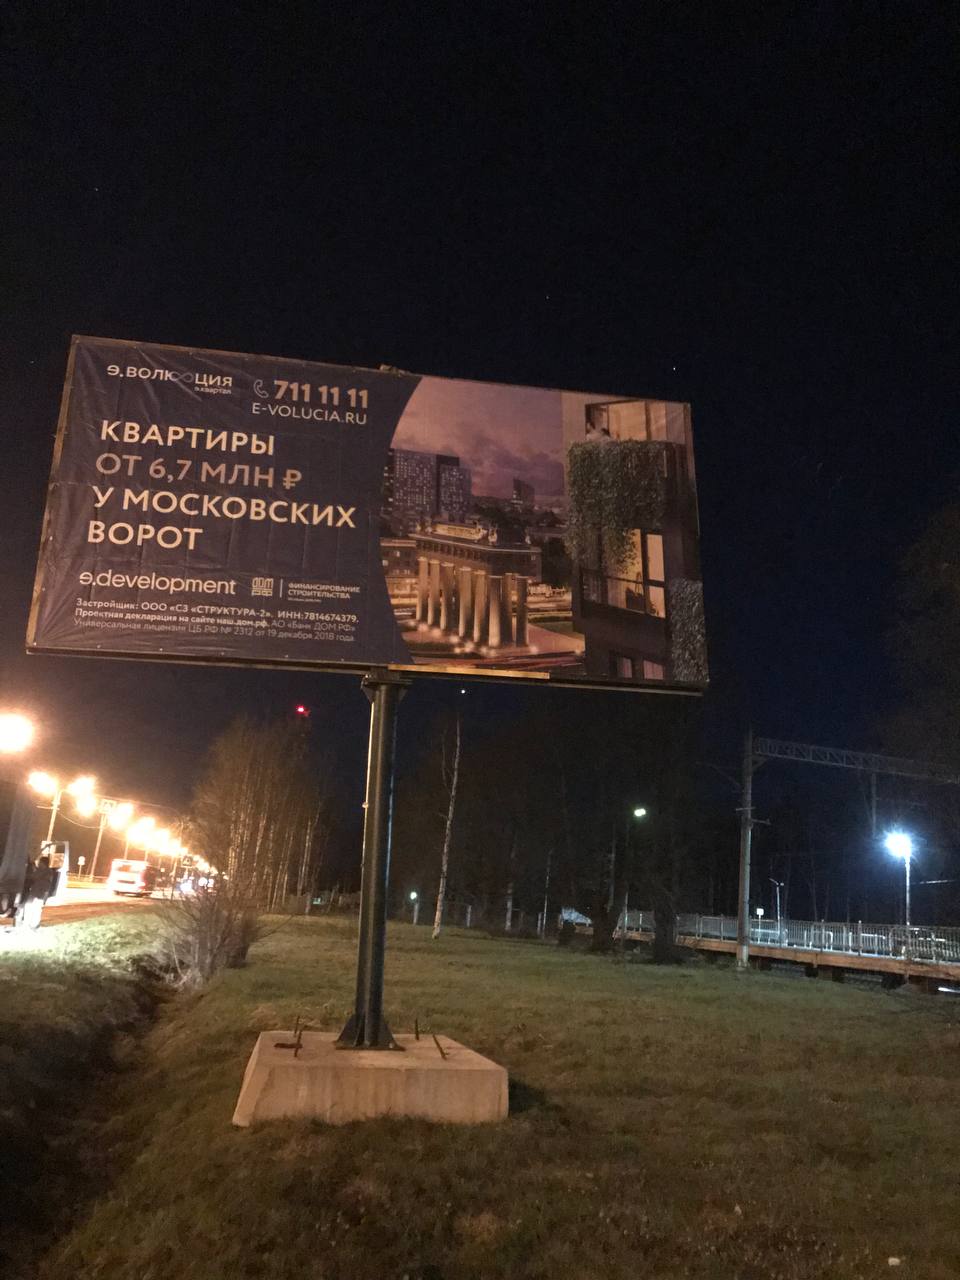 е.волюция
э.квартал
711 11 11
E-VOLUCIA.RU
КВАРТИРЫ
ОТ 6,7 МЛН ₽
У МОСКОВСКИХ
ВОРОТ
e.development
ДОМ
РФ
ФИНАНСИРОВАНИЕ
СТРОИТЕЛЬСТВА
Застройщик: ООО «СЗ «СТРУКТУРА-2». ИНН:7814674379.
Проектная декларация на сайте наш.дом.рф. АО «Банк ДОМ.РФ»
Универсальная лицензия ЦБ РФ № 2312 от 19 декабря 2018 года.